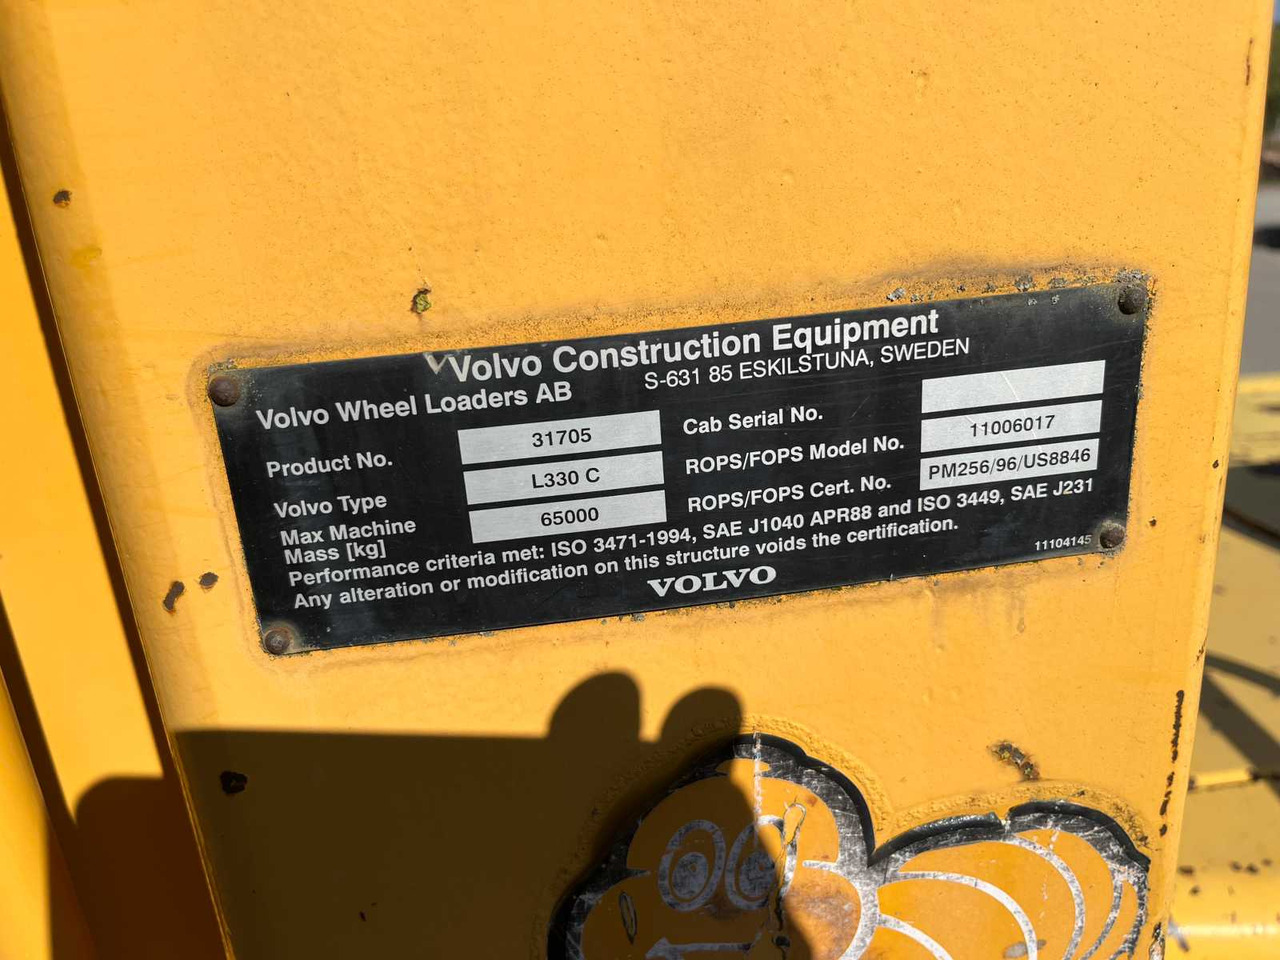 Volvo Construction Equipment
Volvo Wheel Loaders AB S-631 85 ESKILSTUNA, SWEDEN
Product No. 31705 Cab Serial No.
Volvo Type L330 C ROPS/FOPS Model No. 11006017
Max Machine
Mass [kg] 65000 ROPS/FOPS Cert. No. PM256/96/US8846
Performance criteria met: ISO 3471-1994, SAE J1040 APR88 and ISO 3449, SAE J231
Any alteration or modification on this structure voids the certification.
11104145
VOLVO